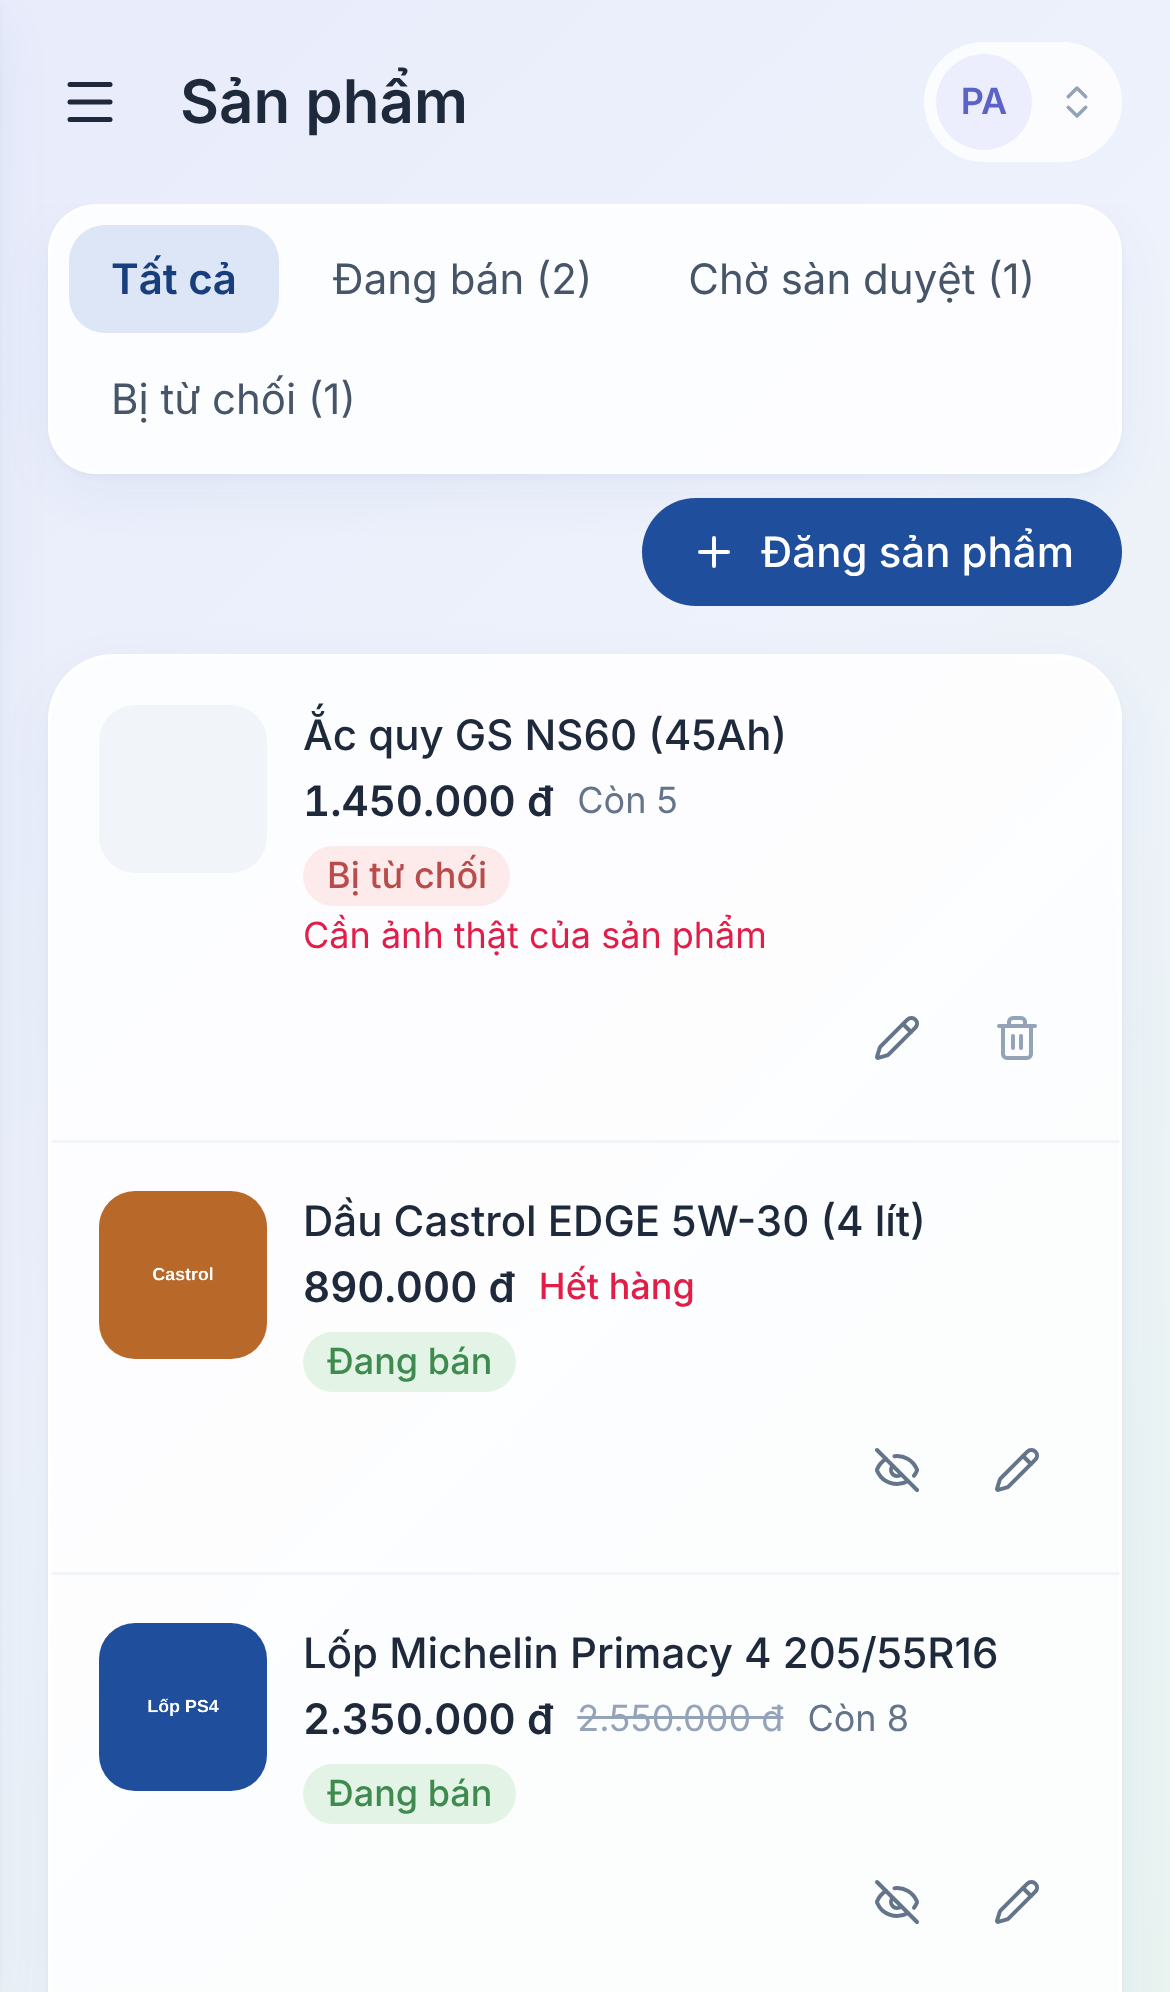 Sản phẩm
PA
Tất cả
Đang bán (2)
Chờ sàn duyệt (1)
Bị từ chối (1)
Đăng sản phẩm
Ắc quy GS NS60 (45Ah)
1.450.000 đ Còn 5
Bị từ chối
Cần ảnh thật của sản phẩm
Castrol
Dầu Castrol EDGE 5W-30 (4 lít)
890.000 đ Hết hàng
Đang bán
Lốp PS4
Lốp Michelin Primacy 4 205/55R16
2.350.000 đ 2.550.000 đ Còn 8
Đang bán